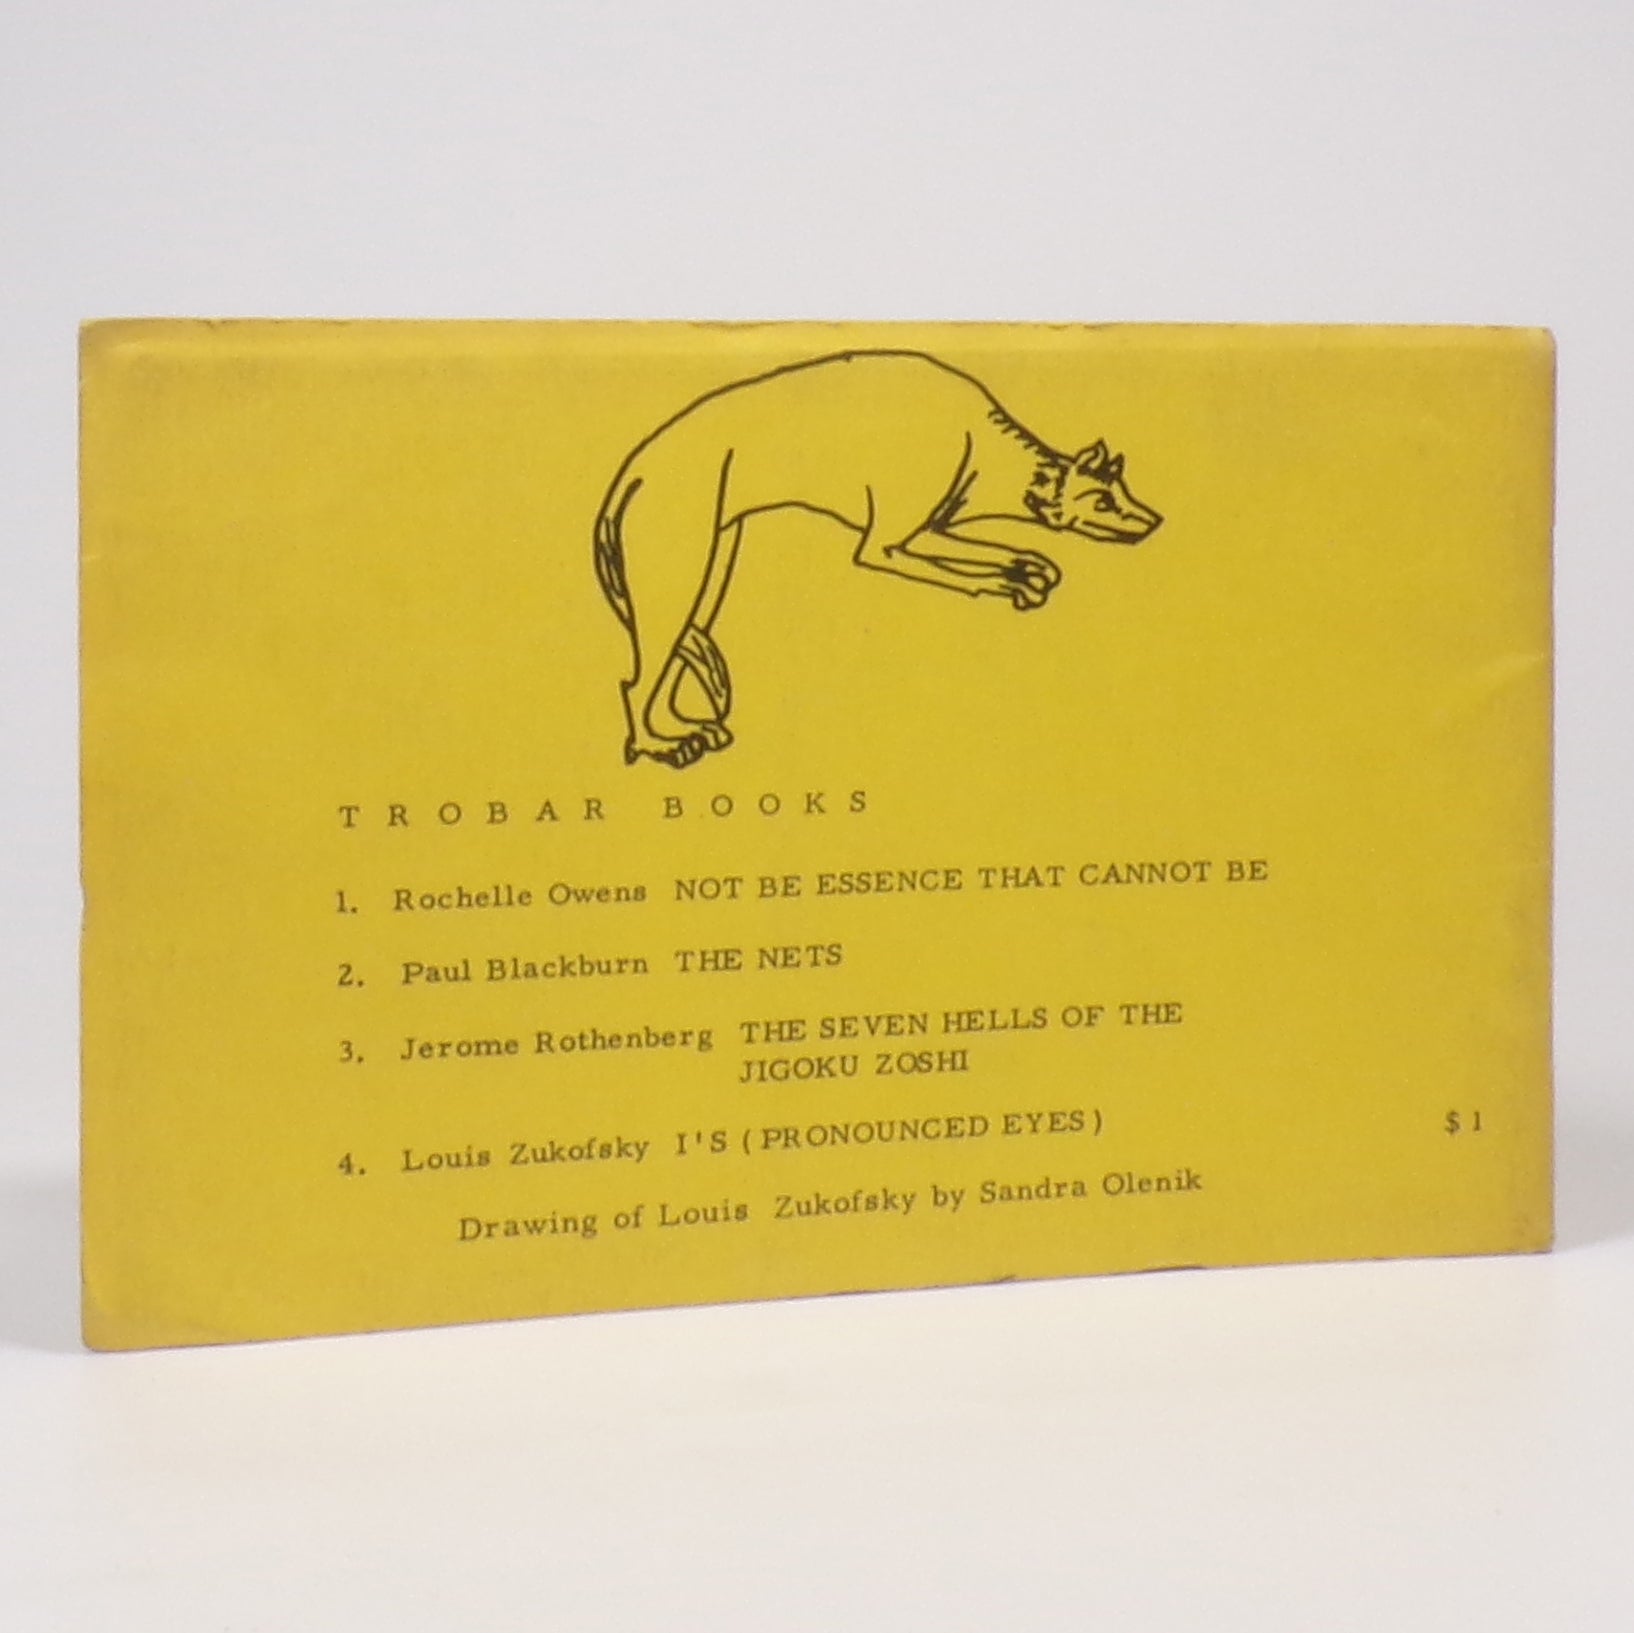 TROBAR BOOKS
1. Rochelle Owens NOT BE ESSENCE THAT CANNOT BE
2. Paul Blackburn THE NETS
3. Jerome Rothenberg THE SEVEN HELLS OF THE
JIGOKU ZOSHI
4. Louis Zukofsky I'S (PRONOUNCED EYES) $1
Drawing of Louis Zukofsky by Sandra Olenik